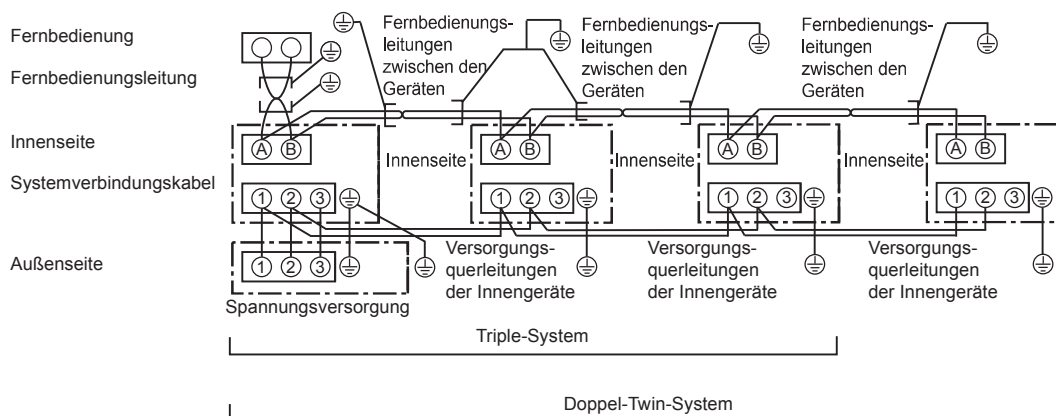 Fernbedienung
Fernbedienungsleitung
Innenseite
Systemverbindungskabel
Außenseite
Fernbedienungs-
leitungen
zwischen den
Geräten
Fernbedienungs-
leitungen
zwischen den
Geräten
Fernbedienungs-
leitungen
zwischen den
Geräten
A B
Innenseite
A B
Innenseite
A B
Innenseite
A B
1 2 3
1 2 3
1 2 3
1 2 3
1 2 3
Versorgungs-
querleitungen
der Innengeräte
Versorgungs-
querleitungen
der Innengeräte
Versorgungs-
querleitungen
der Innengeräte
Spannungsversorgung
Triple-System
Doppel-Twin-System